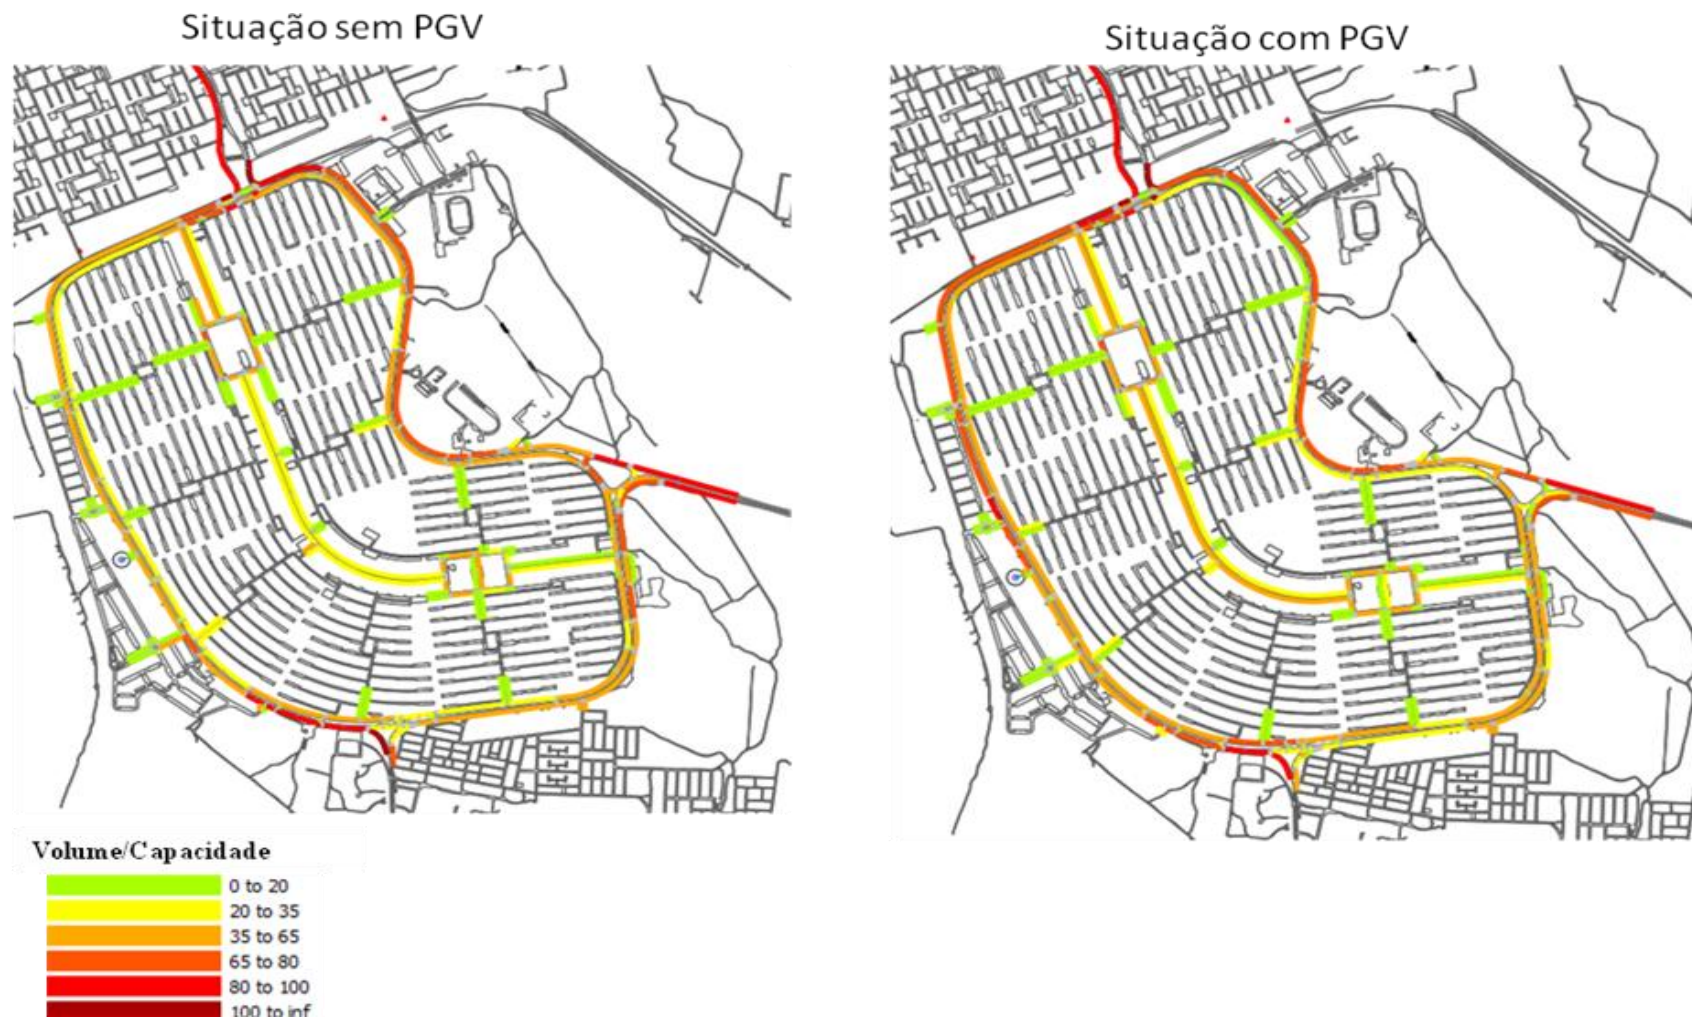 Situação sem PGV
Situação com PGV
Volume/Capacidade
0 to 20
20 to 35
35 to 65
65 to 80
80 to 100
100 to inf